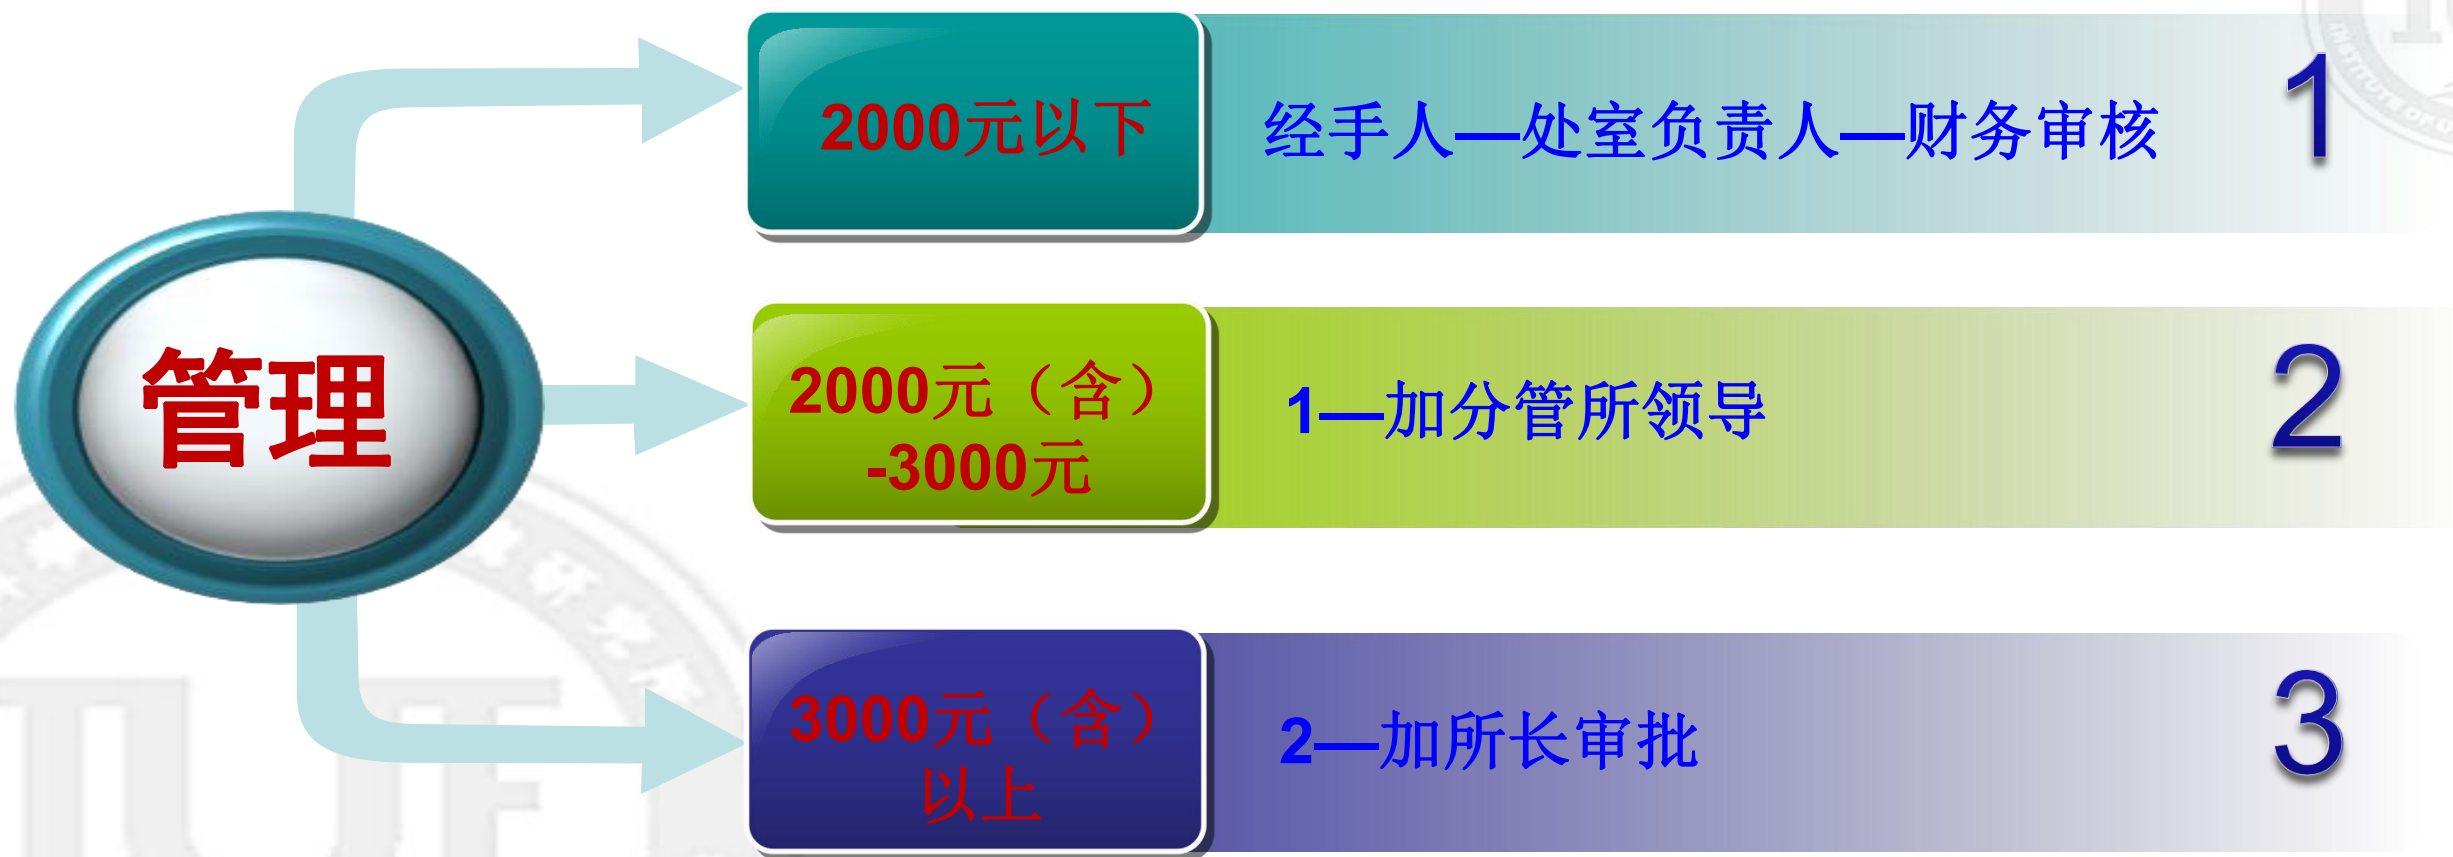 管理
2000元以下
经手人—处室负责人—财务审核
1
2000元（含）
-3000元
1—加分管所领导
2
3000元（含）
以上
2—加所长审批
3